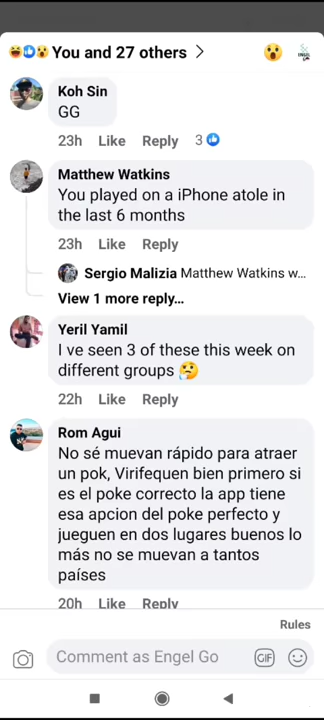 You and 27 others
Koh Sin
GG
23h Like Reply 3
Matthew Watkins
You played on a iPhone atole in
the last 6 months
23h Like Reply
Sergio Malizia Matthew Watkins w...
View 1 more reply...
Yeril Yamil
I ve seen 3 of these this week on
different groups 🤔
22h Like Reply
Rom Agui
No sé muevan rápido para atraer
un pok, Virifequen bien primero si
es el poke correcto la app tiene
esa apcion del poke perfecto y
jueguen en dos lugares buenos lo
más no se muevan a tantos
países
20h Like Reply
Rules
Comment as Engel Go
GIF